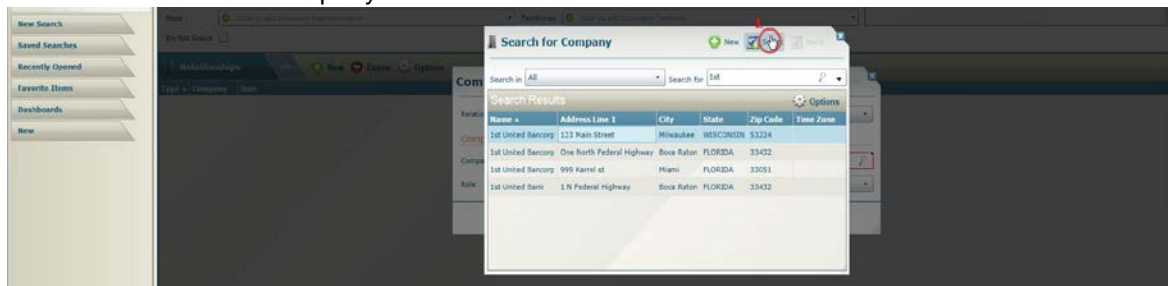 New Search
Saved Searches
Recently Opened
Favorite Items
Dashboards
New
Territories
Do Not Solicit
Relationships New Delete Options
Type Company Role
Com
Role
Search for Company New
Search in All Search for 1st
Search Results Options
Name Address Line 1 City State Zip Code Time Zone
1st United Bancorp 123 Main Street Milwaukee WISCONSIN 53224
1st United Bancorp One North Federal Highway Boca Raton FLORIDA 33432
1st United Bancorp 999 Karrel st Miami FLORIDA 33051
1st United Bank 1 N Federal Highway Boca Raton FLORIDA 33432